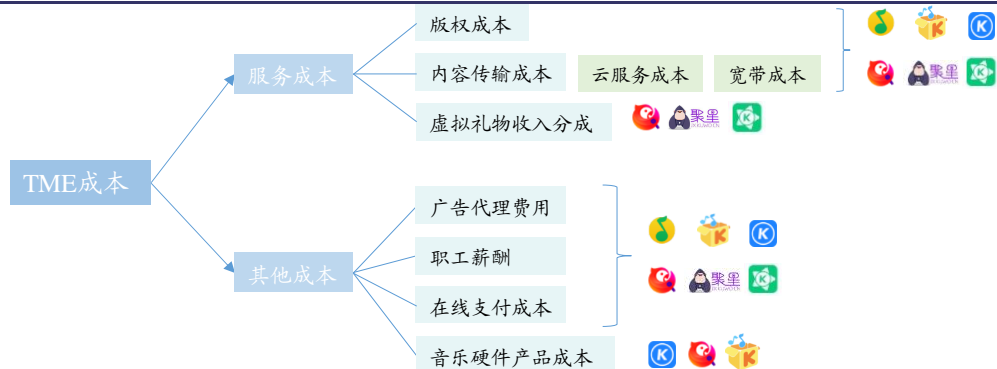 TME成本
服务成本
版权成本
内容传输成本
云服务成本
宽带成本
虚拟礼物收入分成
聚星
其他成本
广告代理费用
职工薪酬
在线支付成本
音乐硬件产品成本
聚星
聚星
K
K
K
K
K
K
K
K
K